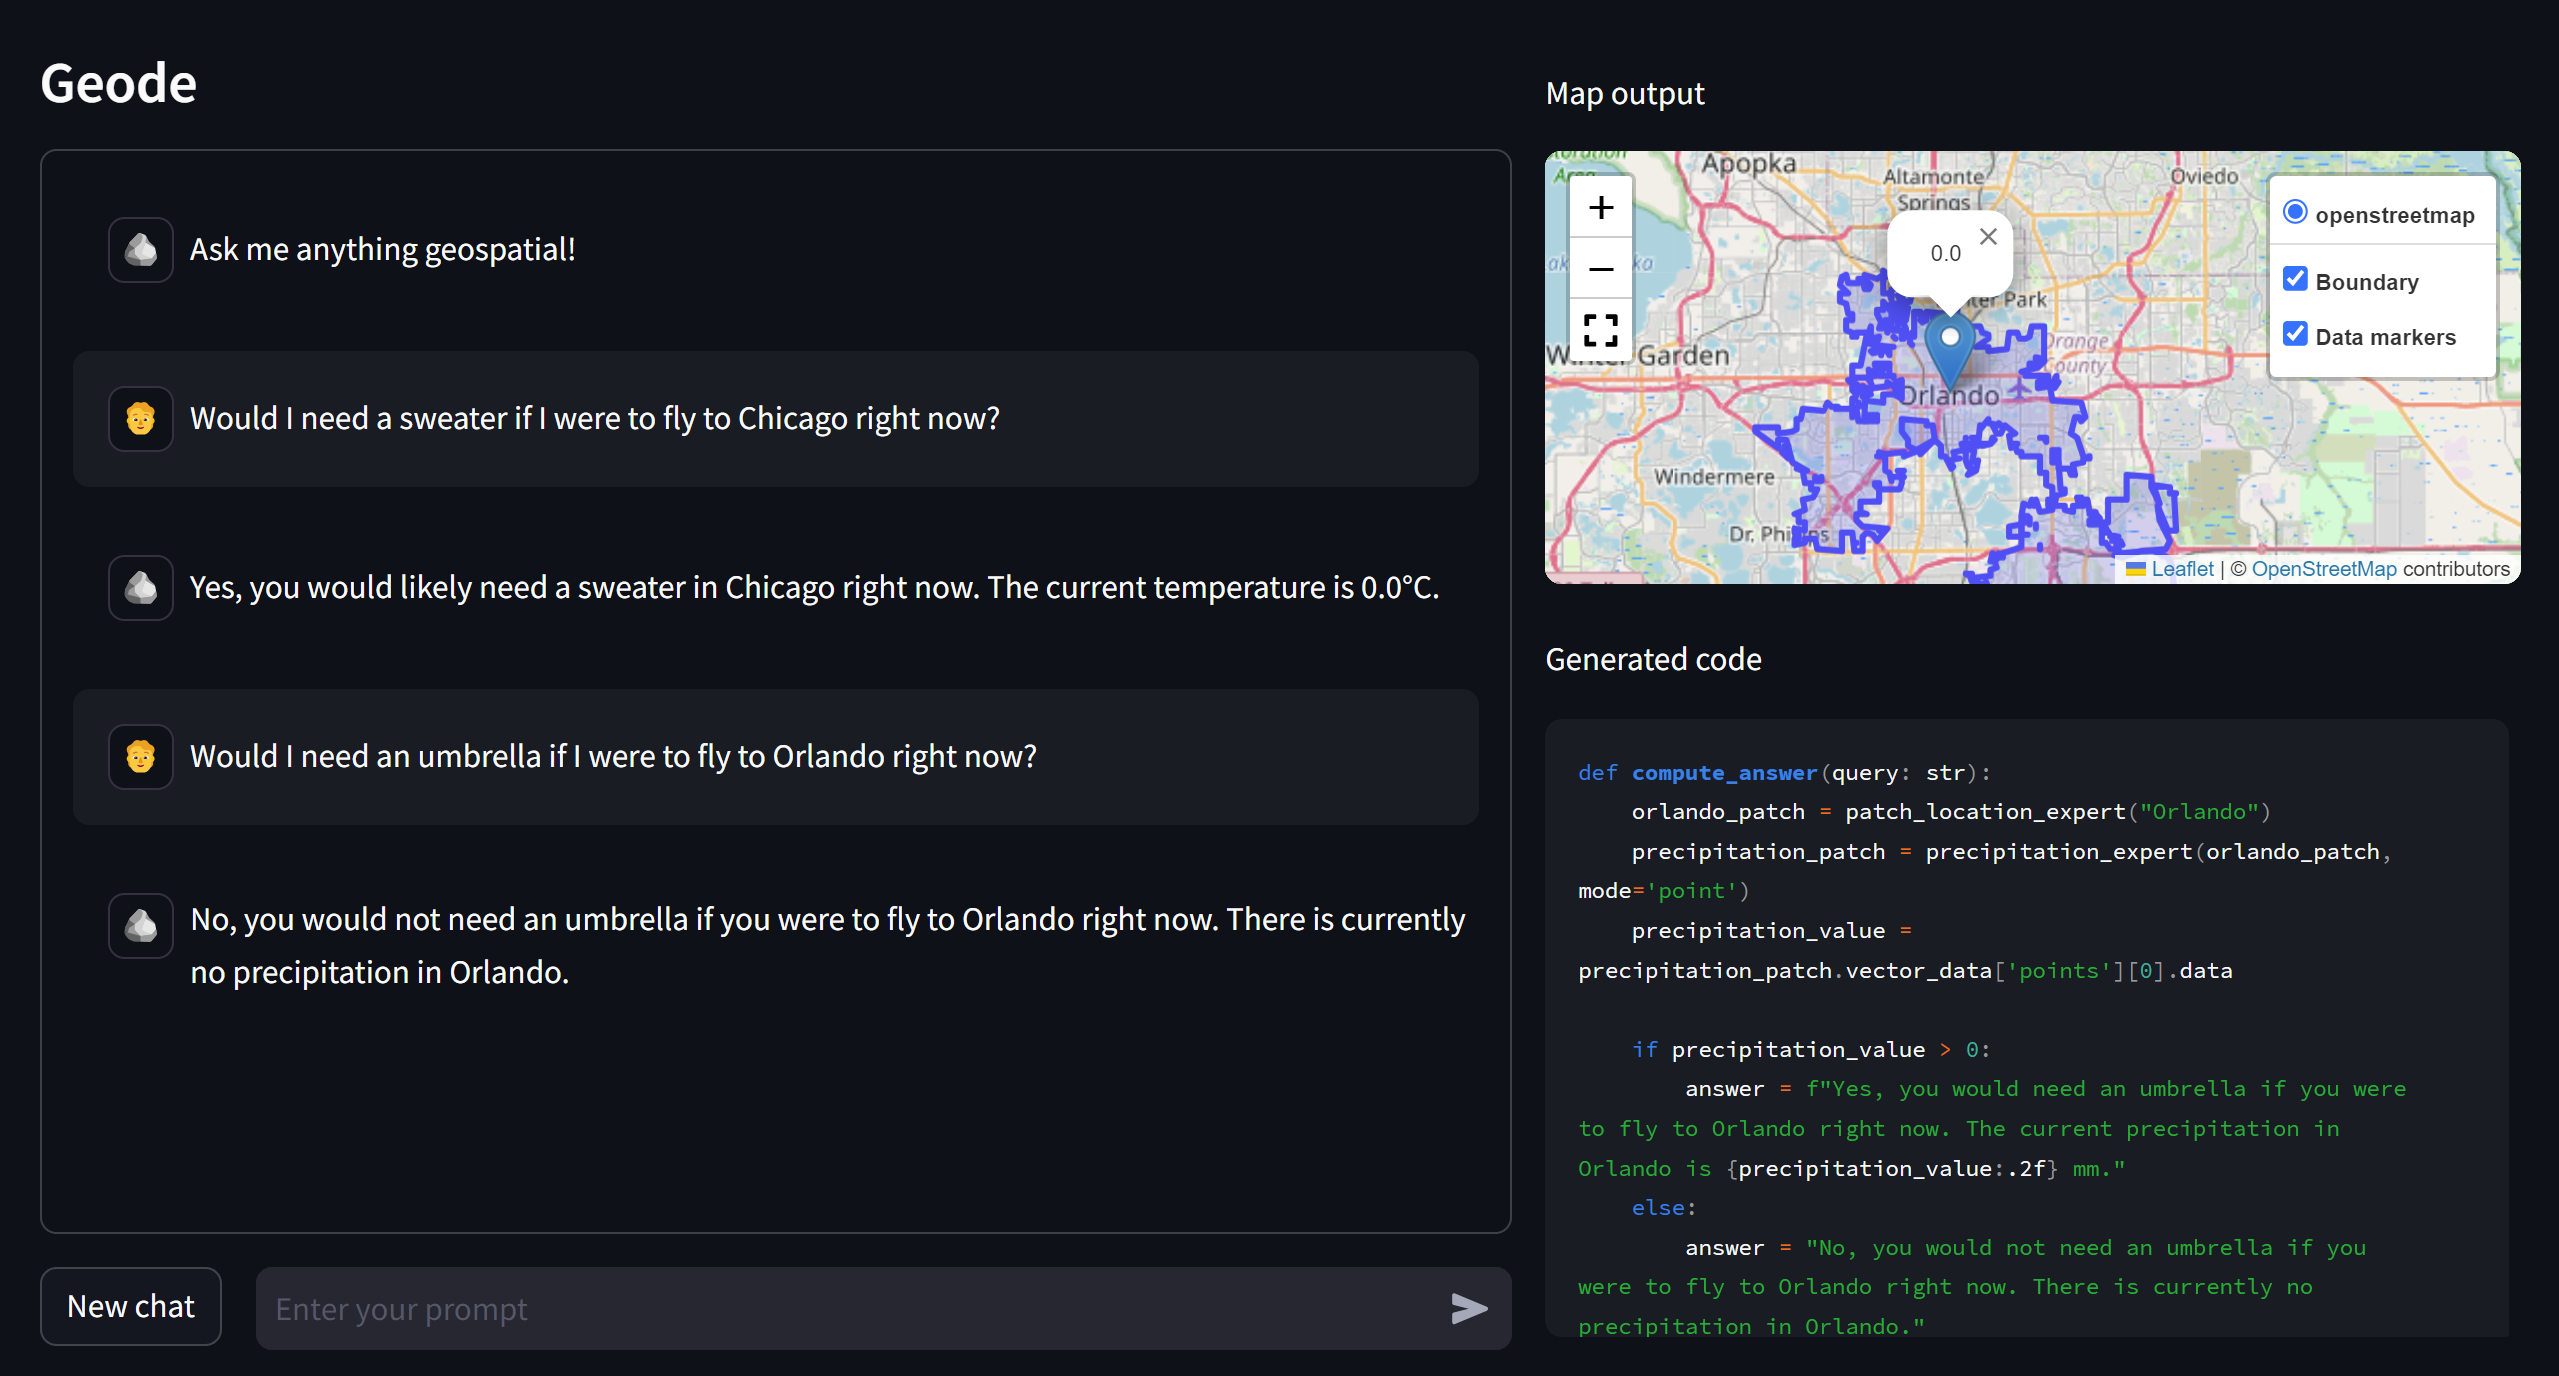 Geode
Ask me anything geospatial!
Would I need a sweater if I were to fly to Chicago right now?
Yes, you would likely need a sweater in Chicago right now. The current temperature is 0.0°C.
Would I need an umbrella if I were to fly to Orlando right now?
No, you would not need an umbrella if you were to fly to Orlando right now. There is currently
no precipitation in Orlando.
New chat
Enter your prompt
Map output
Apopka
Altamonte
Springs
Oviedo
+
−
0.0
×
openstreetmap
Boundary
Data markers
Park
Garden
Orange
County
Orlando
Windermere
Leaflet | © OpenStreetMap contributors
Generated code
def compute_answer(query: str):
orlando_patch = patch_location_expert("Orlando")
precipitation_patch = precipitation_expert(orlando_patch,
mode='point')
precipitation_value =
precipitation_patch.vector_data['points'][0].data
if precipitation_value > 0:
answer = f"Yes, you would need an umbrella if you were
to fly to Orlando right now. The current precipitation in
Orlando is {precipitation_value:.2f} mm."
else:
answer = "No, you would not need an umbrella if you
were to fly to Orlando right now. There is currently no
precipitation in Orlando."